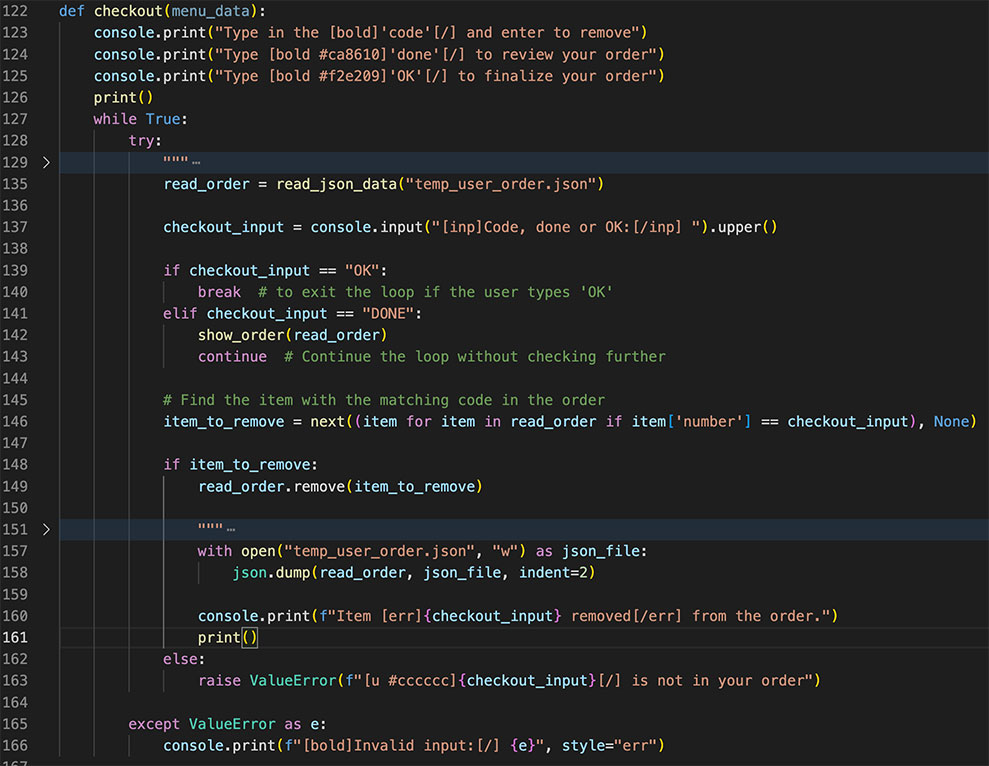 122 def checkout(menu_data):
123     console.print("Type in the [bold]'code'[/] and enter to remove")
124     console.print("Type [bold #ca8610]'done'[/] to review your order")
125     console.print("Type [bold #f2e209]'OK'[/] to finalize your order")
126     print()
127     while True:
128         try:
129 >           """…
135             read_order = read_json_data("temp_user_order.json")
136
137             checkout_input = console.input("[inp]Code, done or OK:[/inp] ").upper()
138
139             if checkout_input == "OK":
140                 break  # to exit the loop if the user types 'OK'
141             elif checkout_input == "DONE":
142                 show_order(read_order)
143                 continue  # Continue the loop without checking further
144
145             # Find the item with the matching code in the order
146             item_to_remove = next((item for item in read_order if item['number'] == checkout_input), None)
147
148             if item_to_remove:
149                 read_order.remove(item_to_remove)
150
151 >               """…
157                 with open("temp_user_order.json", "w") as json_file:
158                     json.dump(read_order, json_file, indent=2)
159
160                 console.print(f"Item [err]{checkout_input} removed[/err] from the order.")
161                 print()
162             else:
163                 raise ValueError(f"[u #cccccc]{checkout_input}[/] is not in your order")
164
165         except ValueError as e:
166             console.print(f"[bold]Invalid input:[/] {e}", style="err")
167